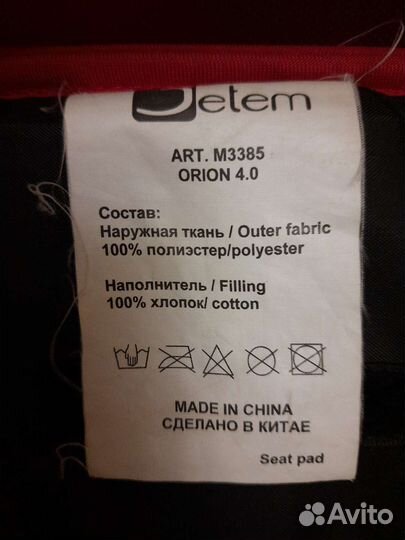 Jetem
ART. M3385
ORION 4.0
Состав:
Наружная ткань / Outer fabric
100% полиэстер/polyester
Наполнитель / Filling
100% хлопок/ cotton
MADE IN CHINA
СДЕЛАНО В КИТАЕ
Seat pad
Avito